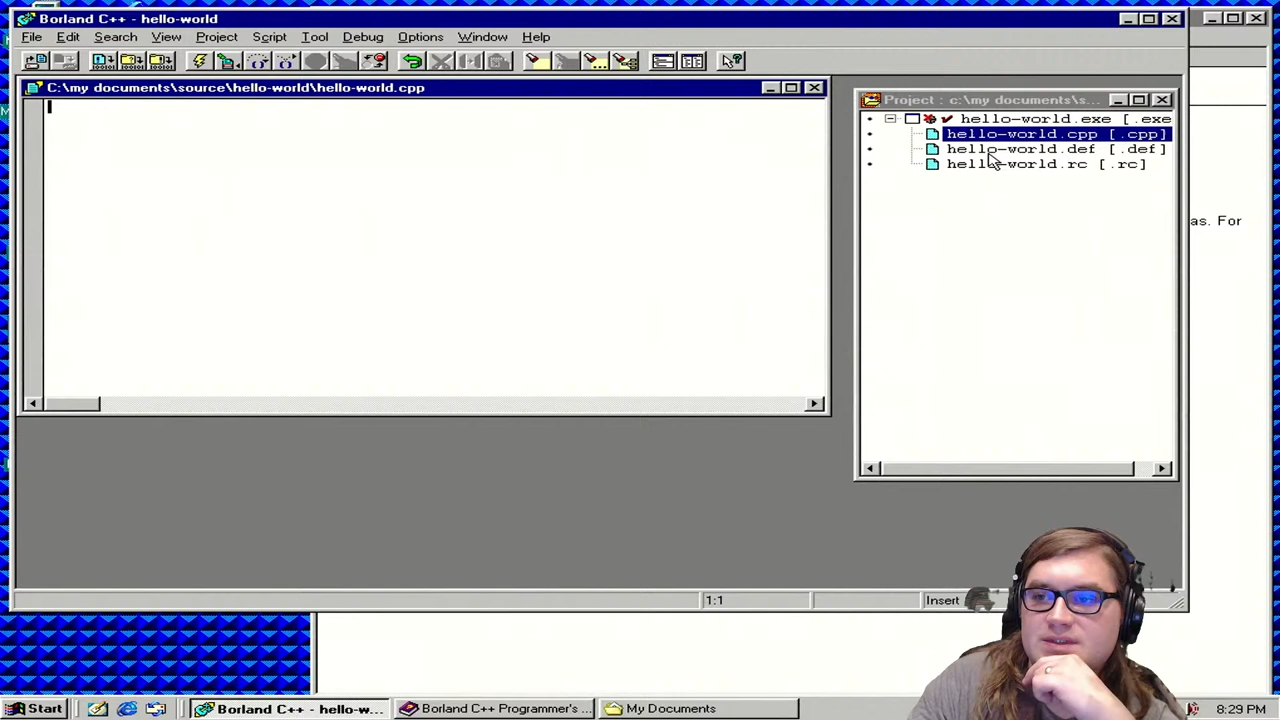 Borland C++ - hello-world
File Edit Search View Project Script Tool Debug Options Window Help
C:\my documents\source\hello-world\hello-world.cpp
Project : c:\my documents\s...
hello-world.exe [.exe
hello-world.cpp [.cpp]
hello-world.def [.def]
hello-world.rc [.rc]
as. For
1:1 Insert
Start Borland C++ - hello-w... Borland C++ Programmer's ... My Documents 8:29 PM